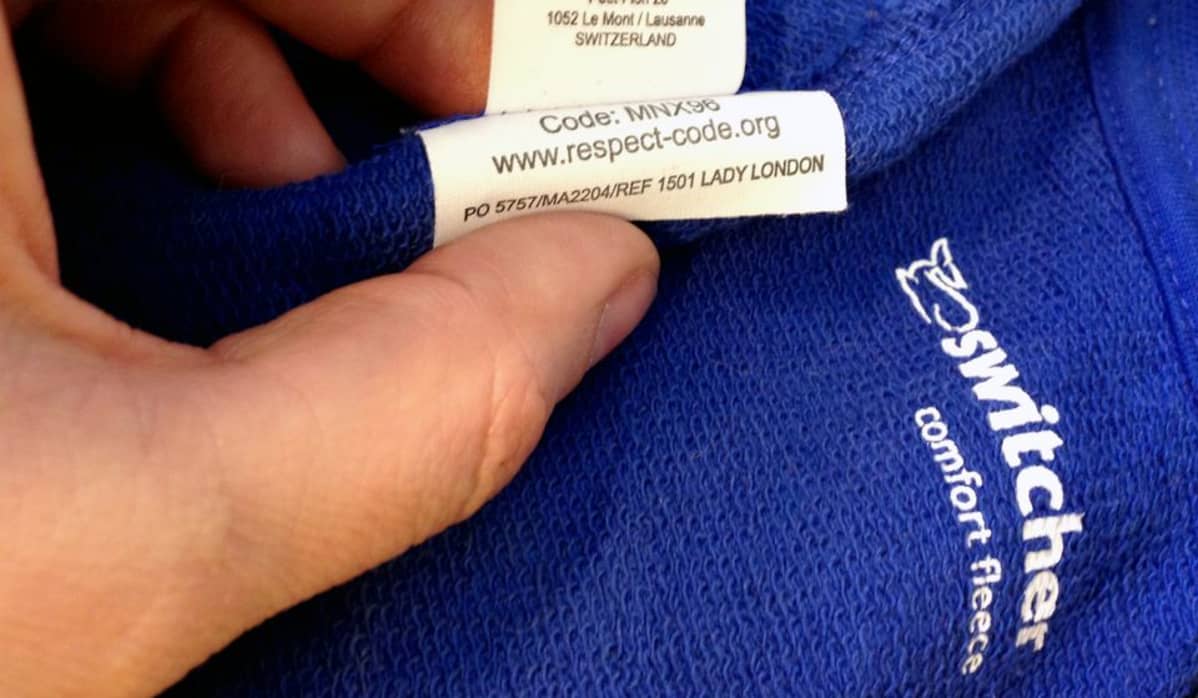 1052 Le Mont / Lausanne
SWITZERLAND
Code: MNX96
www.respect-code.org
PO 5757/MA2204/REF 1501 LADY LONDON
switcher
comfort fleece